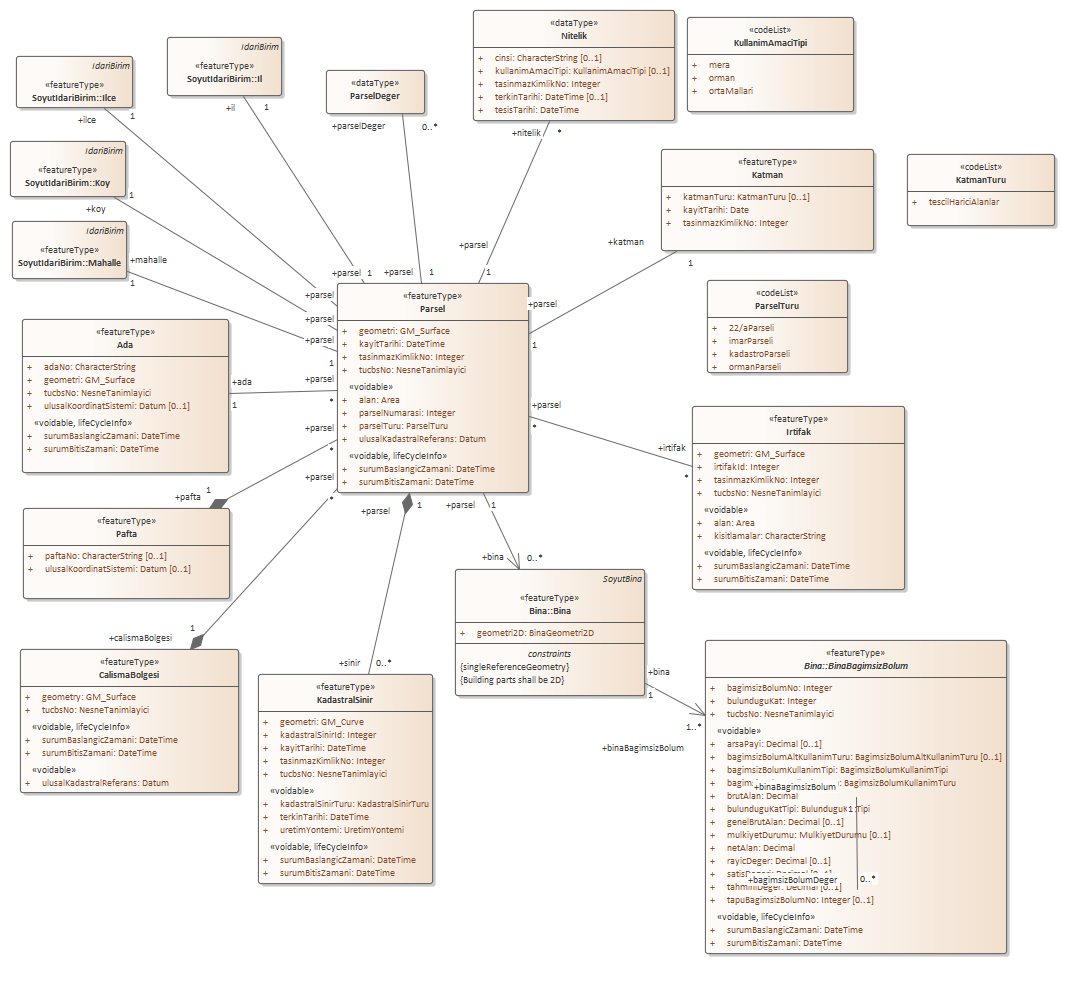 IdariBirim
«featureType»
SoyutIdariBirim::Ilce
+ilce
1
IdariBirim
«featureType»
SoyutIdariBirim::Il
+il
1
«dataType»
ParselDeger
+parselDeger
0..*
«dataType»
Nitelik
+ cinsi: CharacterString [0..1]
+ kullanimAmaciTipi: KullanimAmaciTipi [0..1]
+ tasinmazKimlikNo: Integer
+ terkinTarihi: DateTime [0..1]
+ tesisTarihi: DateTime
+nitelik
*
«codeList»
KullanimAmaciTipi
+ mera
+ orman
+ ortaMallari
IdariBirim
«featureType»
SoyutIdariBirim::Koy
1
+koy
IdariBirim
«featureType»
SoyutIdariBirim::Mahalle
+mahalle
1
«featureType»
Katman
+ katmanTuru: KatmanTuru [0..1]
+ kayitTarihi: Date
+ tasinmazKimlikNo: Integer
+katman
1
«codeList»
KatmanTuru
+ tescilHariciAlanlar
«codeList»
ParselTuru
+ 22/aParseli
+ imarParseli
+ kadastroParseli
+ ormanParseli
+parsel
1
+parsel
1
+parsel
1
+parsel
+parsel
+parsel
1
+parsel
1
«featureType»
Parsel
+ geometri: GM_Surface
+ kayitTarihi: DateTime
+ tasinmazKimlikNo: Integer
+ tucbsNo: NesneTanimlayici
«voidable»
+ alan: Area
+ parselNumarasi: Integer
+ parselTuru: ParselTuru
+ ulusalKadastralReferans: Datum
«voidable, lifeCycleInfo»
+ surumBaslangicZamani: DateTime
+ surumBitisZamani: DateTime
«featureType»
Ada
+ adaNo: CharacterString
+ geometri: GM_Surface
+ tucbsNo: NesneTanimlayici
+ ulusalKoordinatSistemi: Datum [0..1]
«voidable, lifeCycleInfo»
+ surumBaslangicZamani: DateTime
+ surumBitisZamani: DateTime
+ada
1
+parsel
*
+parsel
*
+parsel
*
+parsel
*
+irtifak
*
«featureType»
Irtifak
+ geometri: GM_Surface
+ irtifakId: Integer
+ tasinmazKimlikNo: Integer
+ tucbsNo: NesneTanimlayici
«voidable»
+ alan: Area
+ kisitlamalar: CharacterString
«voidable, lifeCycleInfo»
+ surumBaslangicZamani: DateTime
+ surumBitisZamani: DateTime
+pafta
1
«featureType»
Pafta
+ paftaNo: CharacterString [0..1]
+ ulusalKoordinatSistemi: Datum [0..1]
+parsel
1
+parsel
1
+bina
0..*
SoyutBina
«featureType»
Bina::Bina
+ geometri2D: BinaGeometri2D
constraints
{singleReferenceGeometry}
{Building parts shall be 2D}
+bina
1
1..*
+binaBagimsizBolum
1
+calismaBolgesi
«featureType»
CalismaBolgesi
+ geometry: GM_Surface
+ tucbsNo: NesneTanimlayici
«voidable, lifeCycleInfo»
+ surumBaslangicZamani: DateTime
+ surumBitisZamani: DateTime
«voidable»
+ ulusalKadastralReferans: Datum
+sinir
0..*
«featureType»
KadastralSinir
+ geometri: GM_Curve
+ kadastralSinirId: Integer
+ kayitTarihi: DateTime
+ tasinmazKimlikNo: Integer
+ tucbsNo: NesneTanimlayici
«voidable»
+ kadastralSinirTuru: KadastralSinirTuru
+ terkinTarihi: DateTime
+ uretimYontemi: UretimYontemi
«voidable, lifeCycleInfo»
+ surumBaslangicZamani: DateTime
+ surumBitisZamani: DateTime
«featureType»
Bina::BinaBagimsizBolum
+ bagimsizBolumNo: Integer
+ bulunduguKat: Integer
+ tucbsNo: NesneTanimlayici
«voidable»
+ arsaPayi: Decimal [0..1]
+ bagimsizBolumAltKullanimTuru: BagimsizBolumAltKullanimTuru [0..1]
+ bagimsizBolumKullanimTipi: BagimsizBolumKullanimTipi
+ : BagimsizBolumKullanimTuru
+binaBagimsizBolum
+ brutAlan: Decimal
+ bulunduguKatTipi:
1
+ genelBrutAlan: Decimal [0..1]
+ mulkiyetDurumu: MulkiyetDurumu [0..1]
+ netAlan: Decimal
+ rayicDeger: Decimal [0..1]
+bagimsizBolumDeger
0..*
+ tahminiDeger: Decimal [0..1]
+ tapuBagimsizBolumNo: Integer [0..1]
«voidable, lifeCycleInfo»
+ surumBaslangicZamani: DateTime
+ surumBitisZamani: DateTime